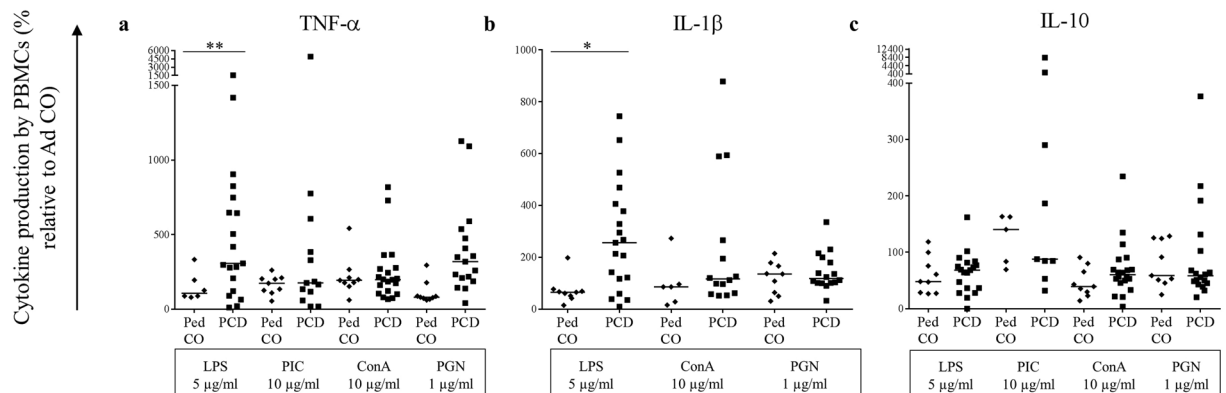 Cytokine production by PBMCs (%
relative to Ad CO)
a
TNF-α
**
6000
4500
3000
1500
1500
1000
500
0
Ped
CO
PCD
Ped
CO
PCD
Ped
CO
PCD
Ped
CO
PCD
LPS
5 µg/ml
PIC
10 µg/ml
ConA
10 µg/ml
PGN
1 µg/ml
b
IL-1β
*
1000
800
600
400
200
0
Ped
CO
PCD
Ped
CO
PCD
Ped
CO
PCD
LPS
5 µg/ml
ConA
10 µg/ml
PGN
1 µg/ml
c
IL-10
12400
8400
4400
400
400
300
200
100
0
Ped
CO
PCD
Ped
CO
PCD
Ped
CO
PCD
Ped
CO
PCD
LPS
5 µg/ml
PIC
10 µg/ml
ConA
10 µg/ml
PGN
1 µg/ml